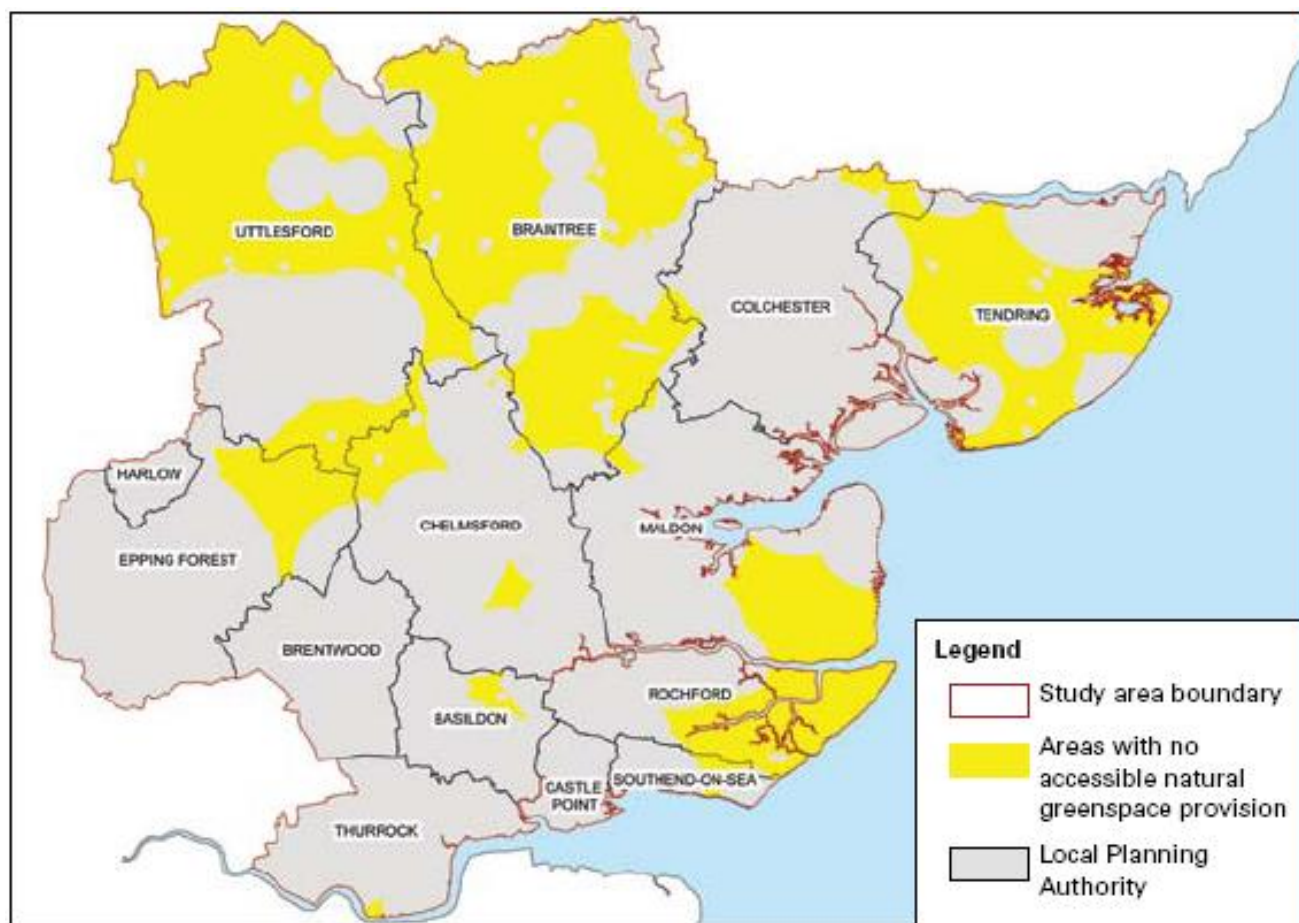 UTTLESFORD
BRAINTREE
COLCHESTER
TENDRING
HARLOW
EPPING FOREST
CHELMSFORD
MALDON
BRENTWOOD
BASILDON
ROCHFORD
CASTLE
POINT
SOUTHEND-ON-SEA
THURROCK
Legend
Study area boundary
Areas with no
accessible natural
greenspace provision
Local Planning
Authority